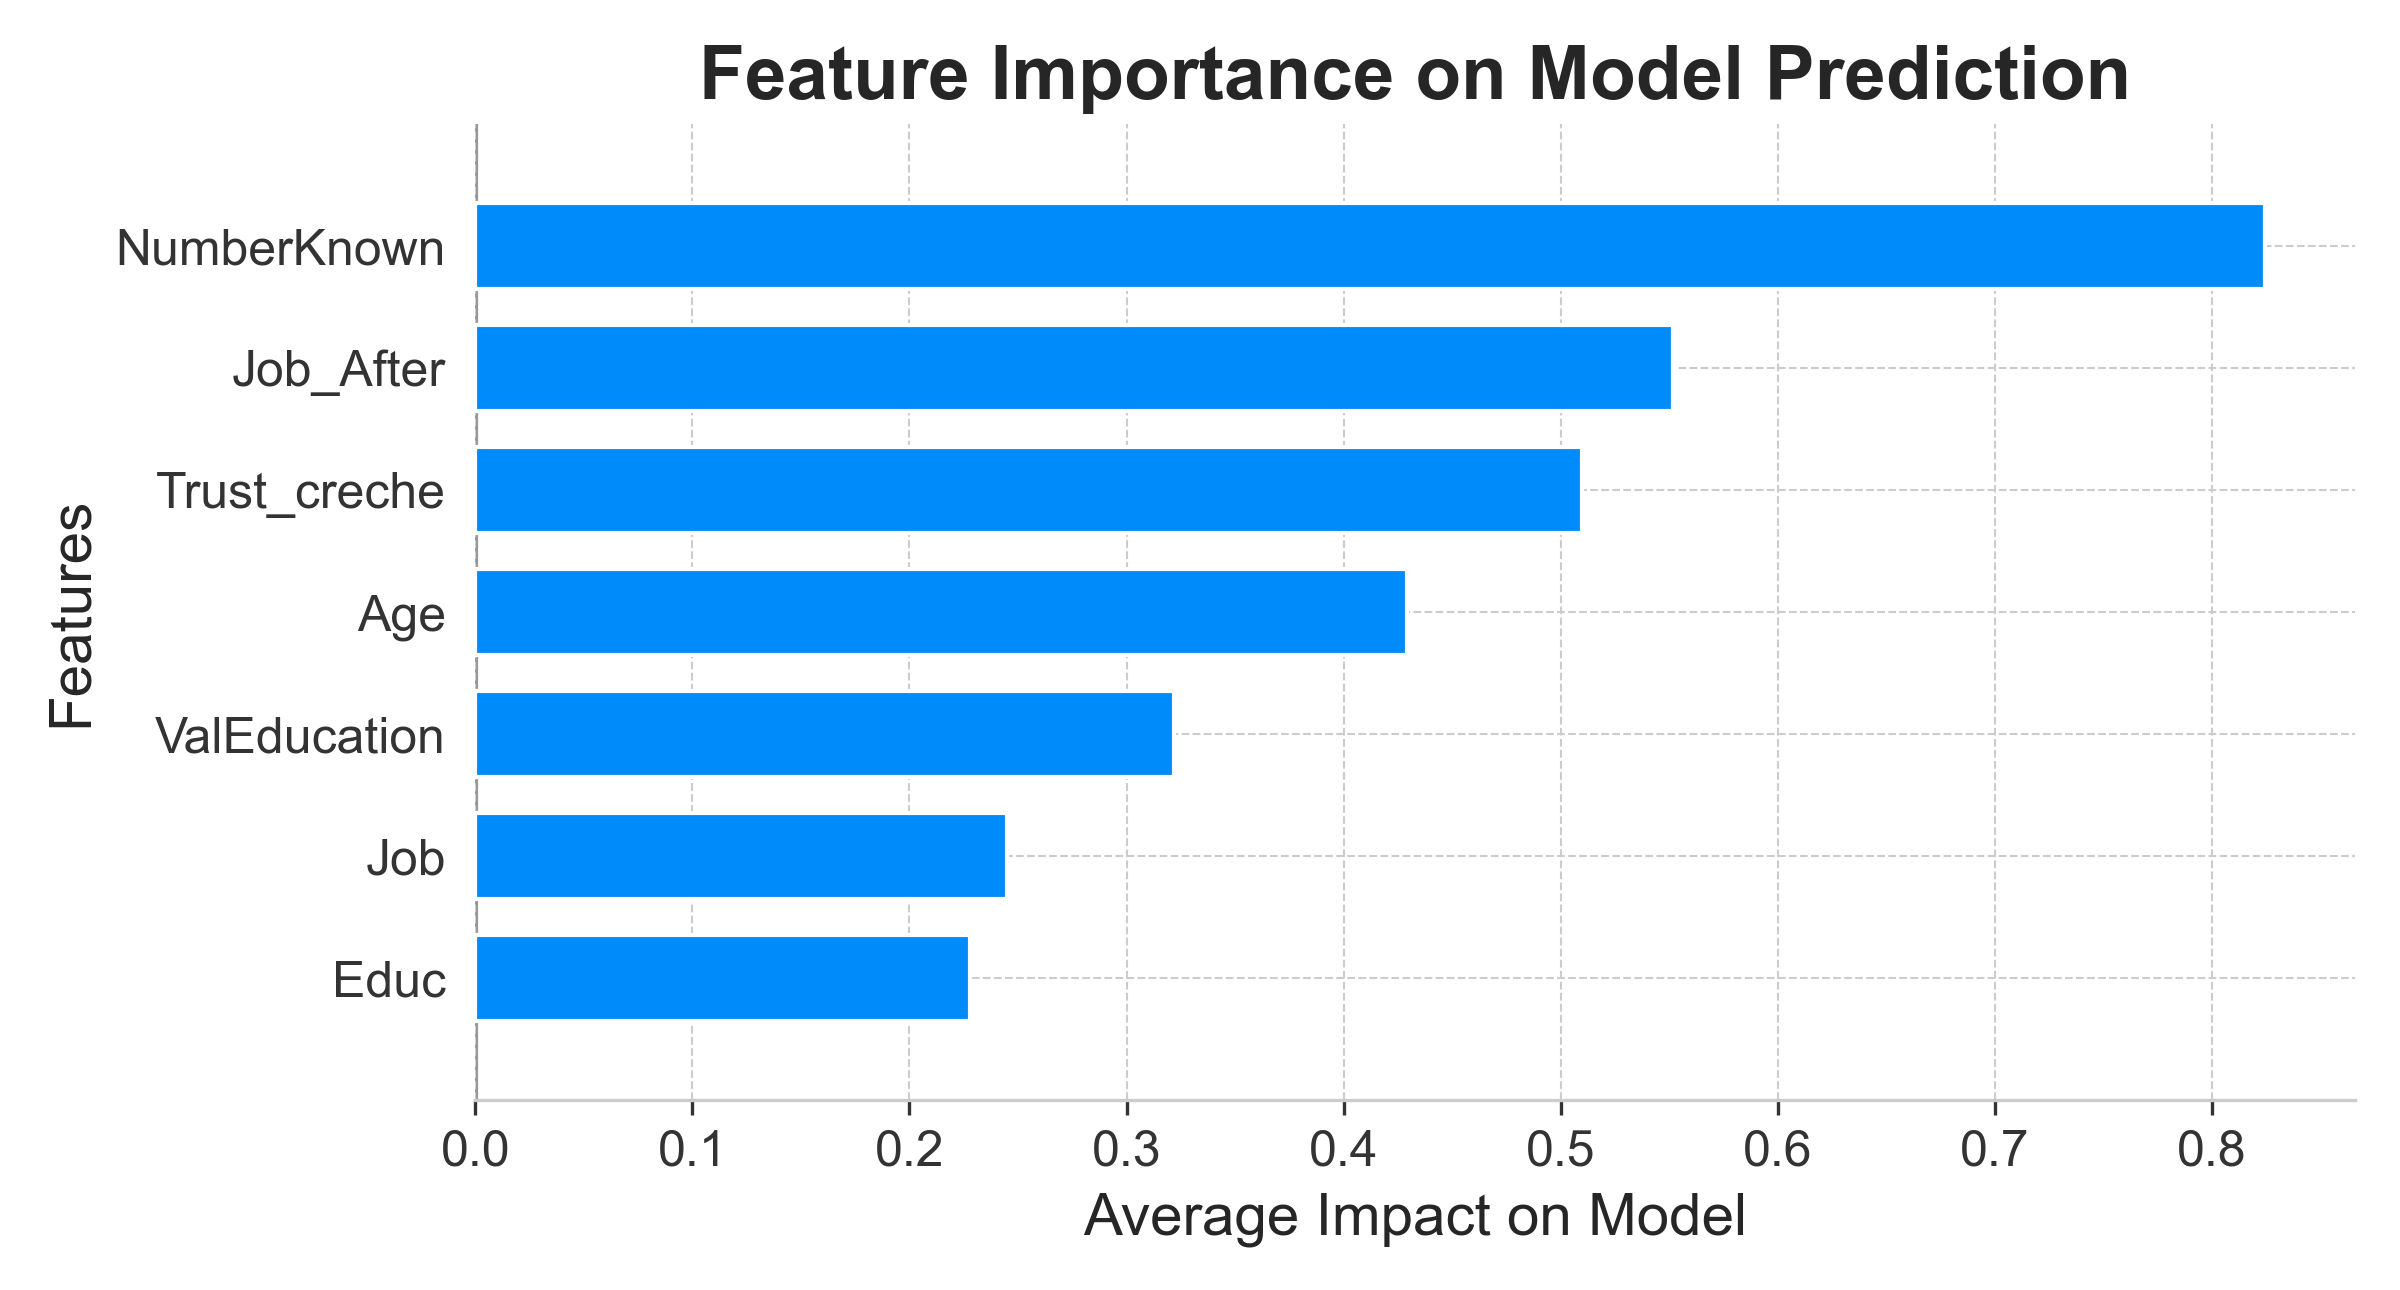 Feature Importance on Model Prediction
Features
NumberKnown
Job_After
Trust_creche
Age
ValEducation
Job
Educ
0.0 0.1 0.2 0.3 0.4 0.5 0.6 0.7 0.8
Average Impact on Model